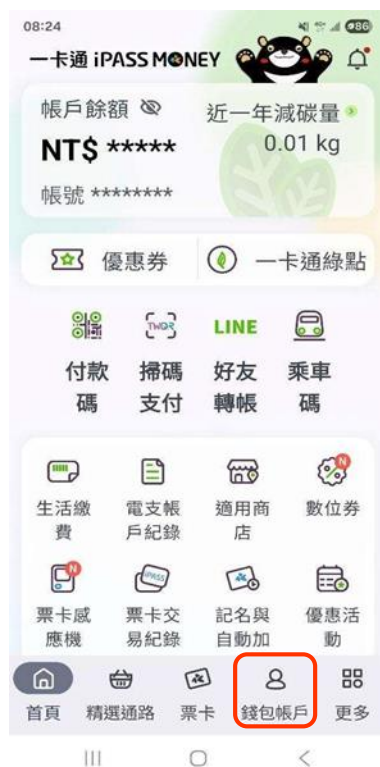 08:24 86
一卡通 iPASS MONEY
帳戶餘額 近一年減碳量
NT$ ***** 0.01 kg
帳號 ********
優惠券 一卡通綠點
TWQR LINE
付款 掃碼 好友 乘車
碼 支付 轉帳 碼
生活繳 電支帳 適用商 數位券
費 戶紀錄 店
N
N
iPASS
票卡感 票卡交 記名與 優惠活
應機 易紀錄 自動加 動
首頁 精選通路 票卡 錢包帳戶 更多